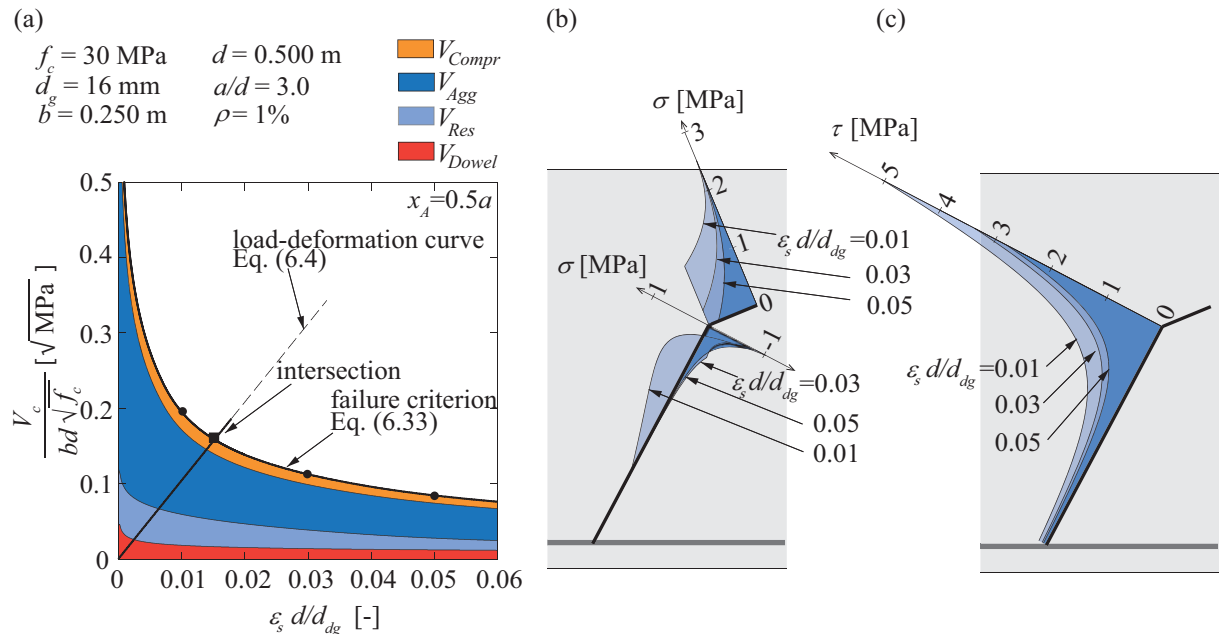 (a)
f_c = 30 MPa d = 0.500 m
d_g = 16 mm a/d = 3.0
b = 0.250 m ρ = 1%
V_Compr
V_Agg
V_Res
V_Dowel
x_A=0.5a
load-deformation curve
Eq. (6.4)
intersection
failure criterion
Eq. (6.33)
V_c / bd√f_c [√MPa]
0.5
0.4
0.3
0.2
0.1
0
0 0.01 0.02 0.03 0.04 0.05 0.06
ε_s d/d_dg [-]
(b)
σ [MPa]
3
2
1
0
ε_s d/d_dg=0.01
0.03
0.05
σ [MPa]
1
-1
ε_s d/d_dg=0.03
0.05
0.01
(c)
τ [MPa]
5
4
3
2
1
0
ε_s d/d_dg=0.01
0.03
0.05